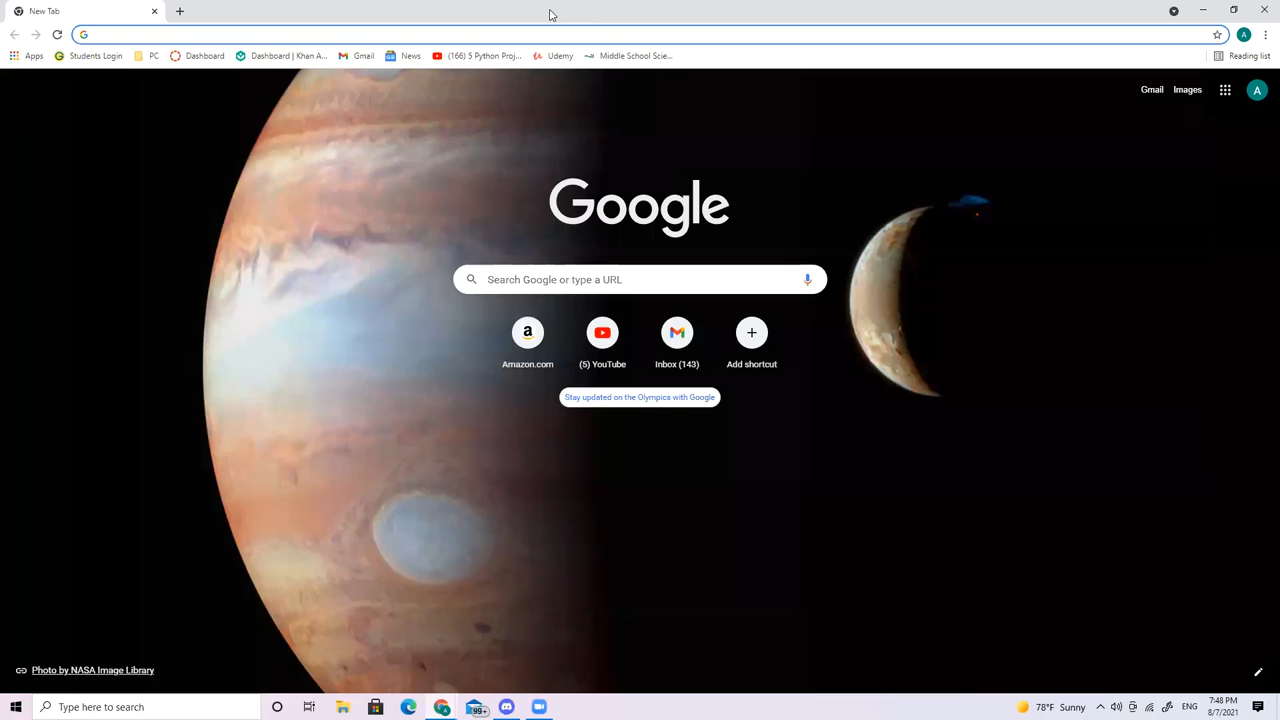 New Tab
Apps
Students Login
PC
Dashboard
Dashboard | Khan A...
Gmail
News
(166) 5 Python Proj...
Udemy
Middle School Scie...
Reading list
Gmail
Images
A
A
Google
Search Google or type a URL
a
Amazon.com
(5) YouTube
Inbox (143)
Add shortcut
Stay updated on the Olympics with Google
Photo by NASA Image Library
Type here to search
99+
78°F Sunny
ENG
7:48 PM
8/7/2021